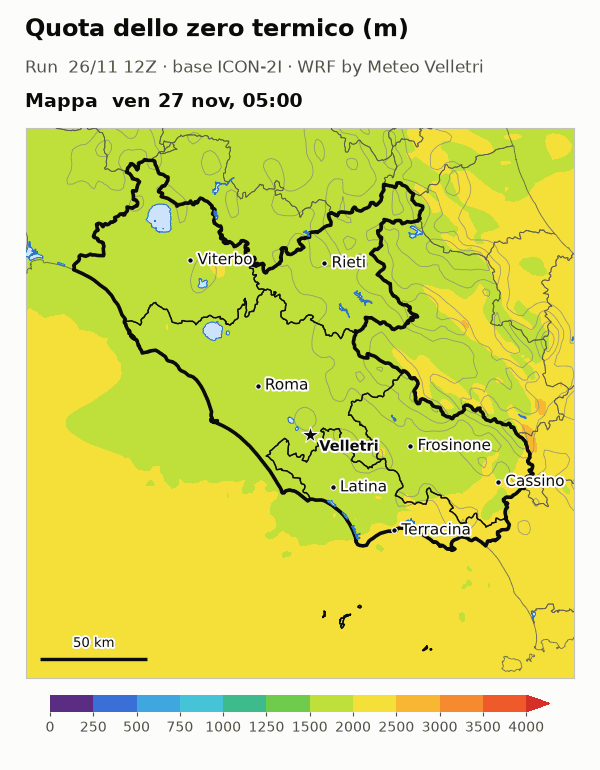 Quota dello zero termico (m)
Run 26/11 12Z · base ICON-2I · WRF by Meteo Velletri
Mappa ven 27 nov, 05:00
Viterbo
Rieti
Roma
Velletri
Frosinone
Latina
Cassino
Terracina
50 km
0 250 500 750 1000 1250 1500 2000 2500 3000 3500 4000